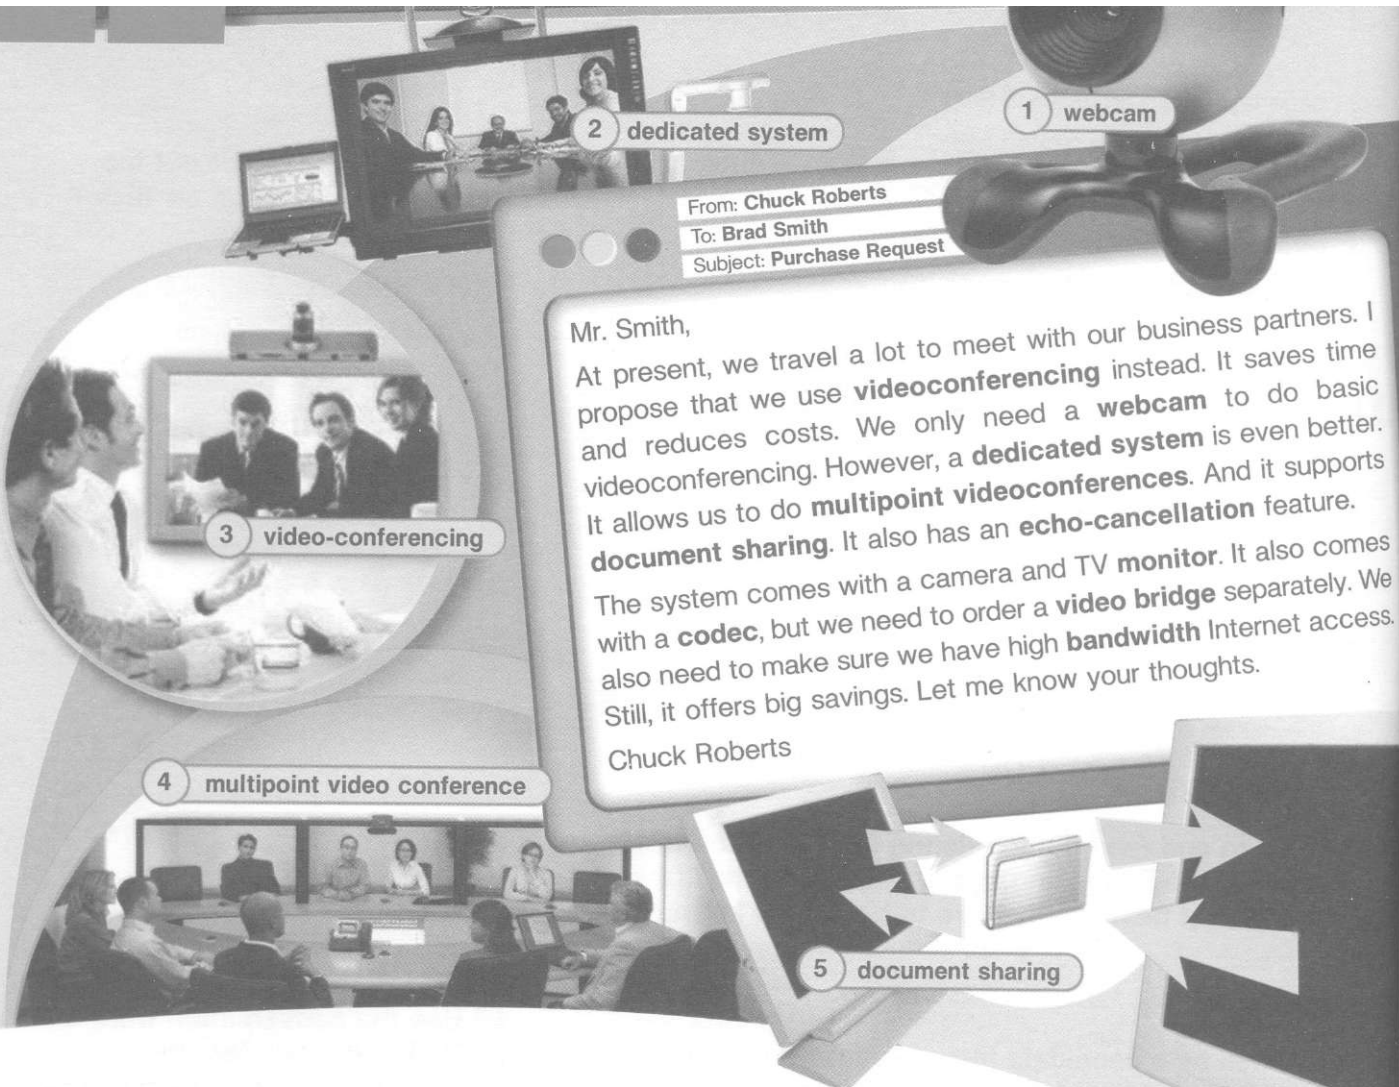 2 dedicated system
1 webcam
From: Chuck Roberts
To: Brad Smith
Subject: Purchase Request
Mr. Smith,
At present, we travel a lot to meet with our business partners. I
propose that we use videoconferencing instead. It saves time
and reduces costs. We only need a webcam to do basic
videoconferencing. However, a dedicated system is even better.
It allows us to do multipoint videoconferences. And it supports
document sharing. It also has an echo-cancellation feature.
The system comes with a camera and TV monitor. It also comes
with a codec, but we need to order a video bridge separately. We
also need to make sure we have high bandwidth Internet access.
Still, it offers big savings. Let me know your thoughts.
Chuck Roberts
3 video-conferencing
4 multipoint video conference
5 document sharing